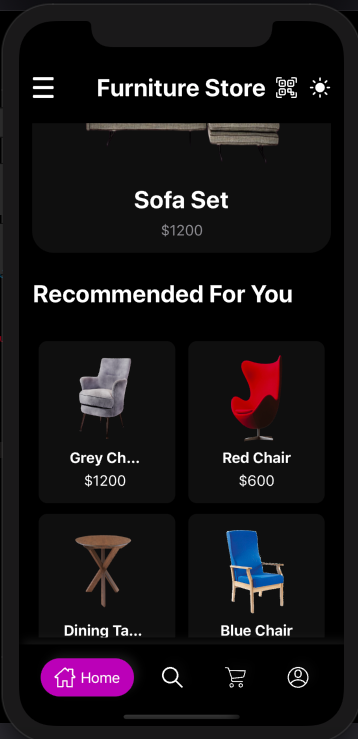 Furniture Store
Sofa Set
$1200
Recommended For You
Grey Ch...
Red Chair
$1200
$600
Dining Ta...
Blue Chair
Home